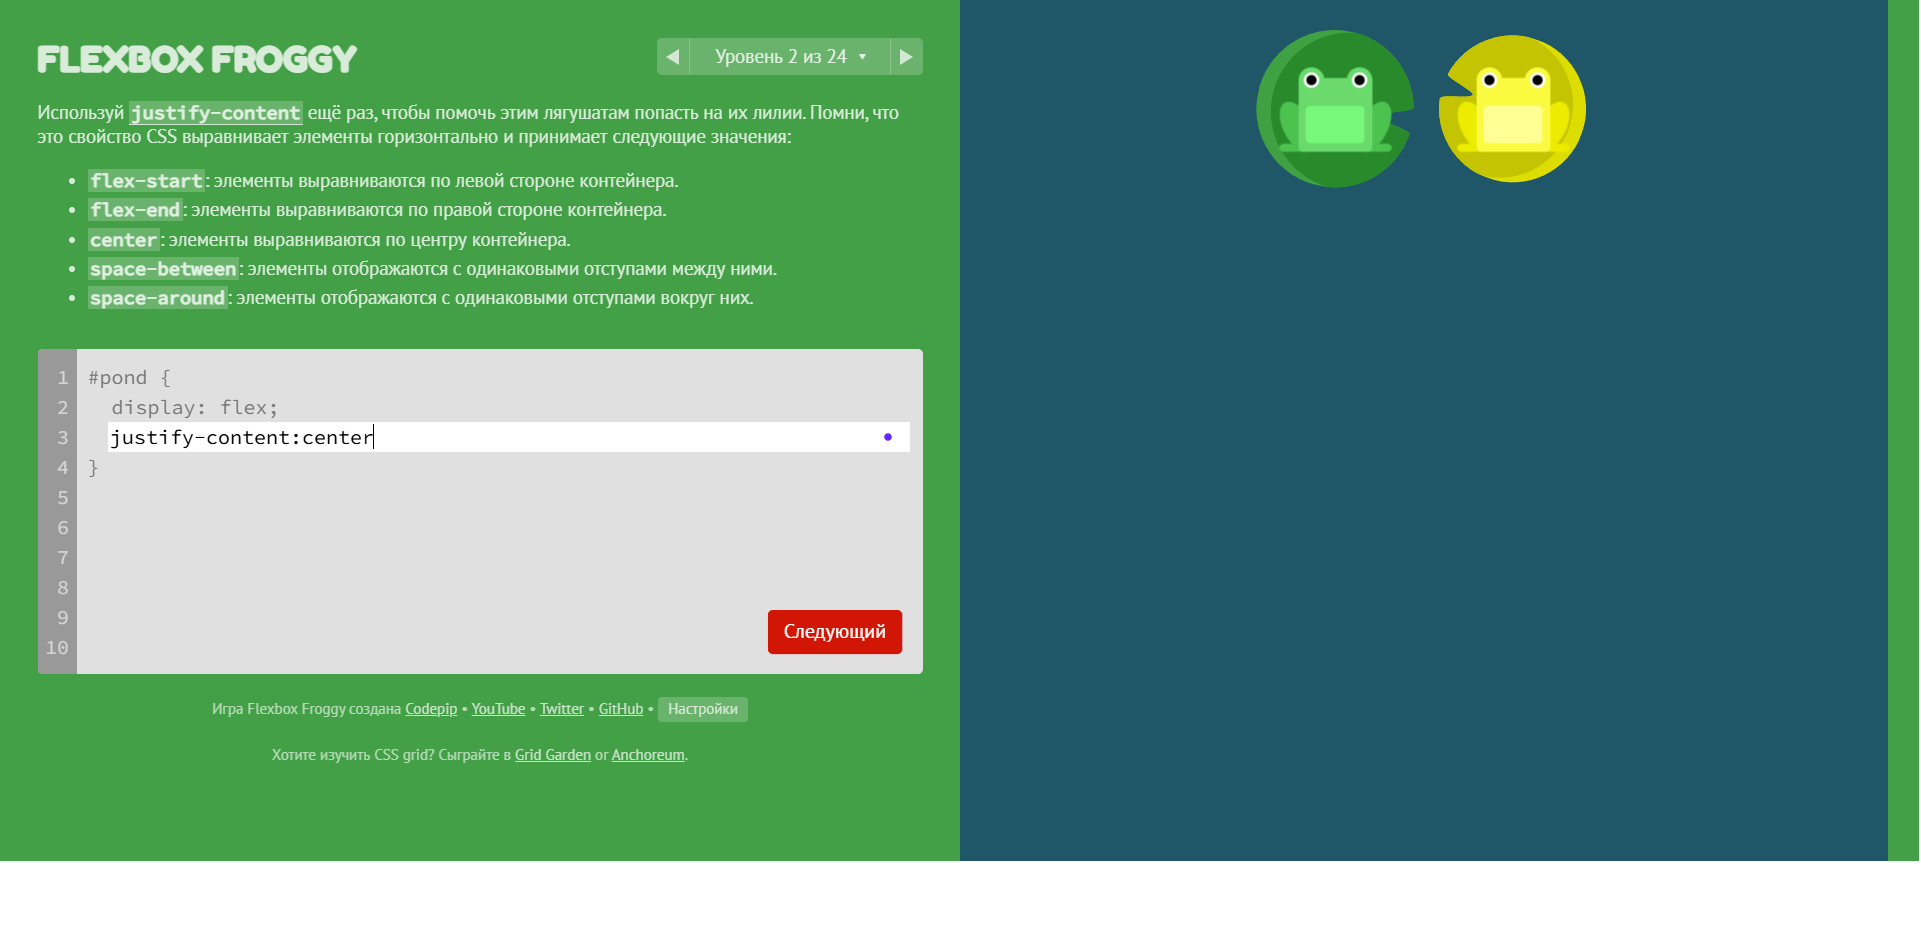 FLEXBOX FROGGY
Уровень 2 из 24
Используй justify-content ещё раз, чтобы помочь этим лягушатам попасть на их лилии. Помни, что
это свойство CSS выравнивает элементы горизонтально и принимает следующие значения:
• flex-start: элементы выравниваются по левой стороне контейнера.
• flex-end: элементы выравниваются по правой стороне контейнера.
• center: элементы выравниваются по центру контейнера.
• space-between: элементы отображаются с одинаковыми отступами между ними.
• space-around: элементы отображаются с одинаковыми отступами вокруг них.
1 #pond {
2 display: flex;
3 justify-content:center
4 }
5
6
7
8
9
10
Следующий
Игра Flexbox Froggy создана Codepip • YouTube • Twitter • GitHub • Настройки
Хотите изучить CSS grid? Сыграйте в Grid Garden or Anchoreum.